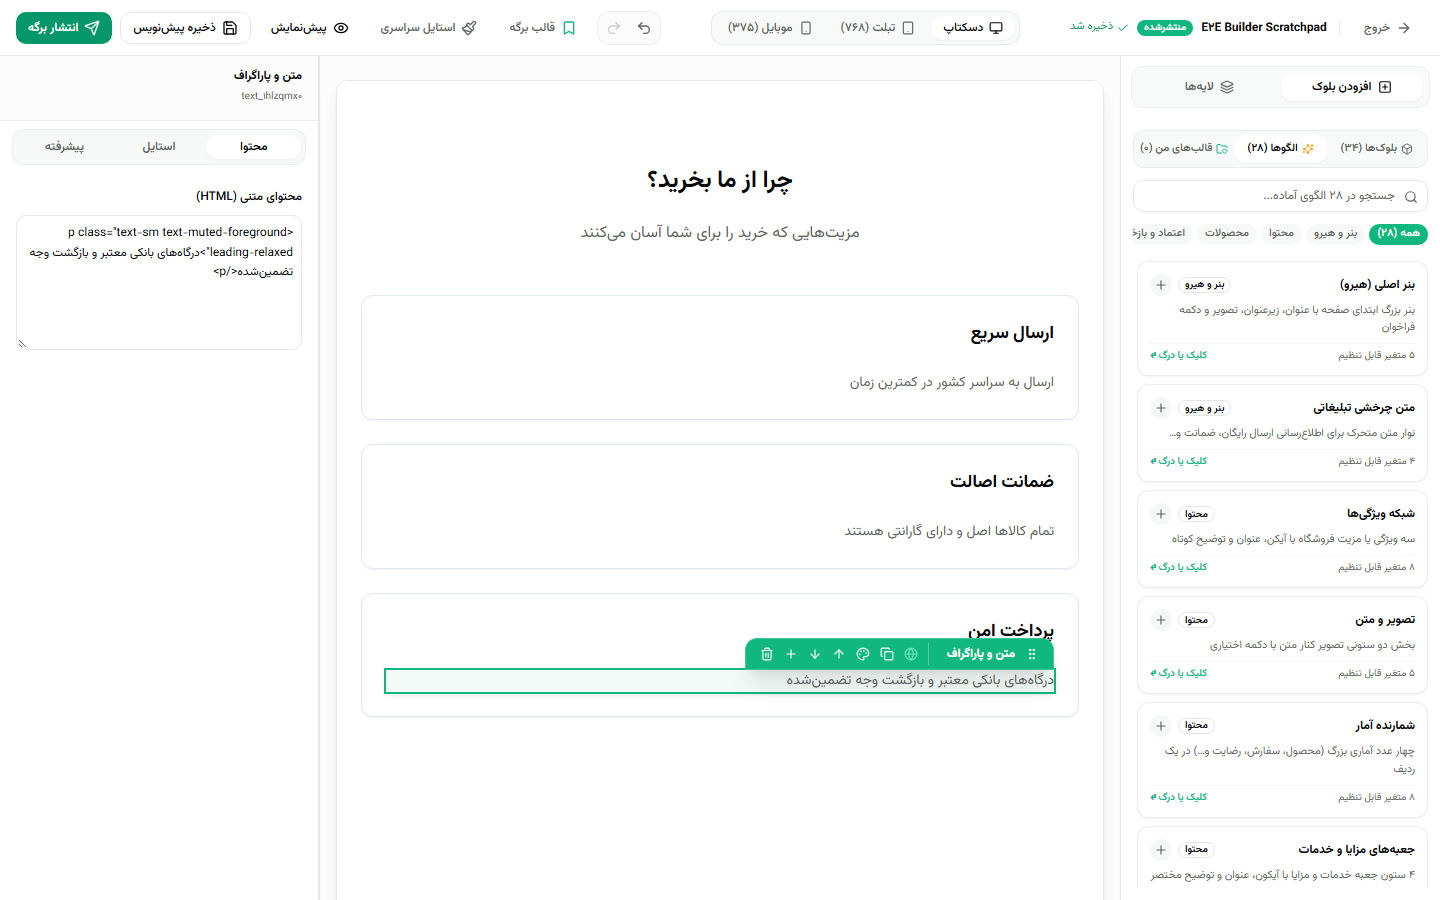 خروج
E2E Builder Scratchpad
منتشرشده
ذخیره شد
دسکتاپ
تبلت (۷۶۸)
موبایل (۳۷۵)
قالب برگه
استایل سراسری
پیش‌نمایش
ذخیره پیش‌نویس
انتشار برگه
افزودن بلوک
لایه‌ها
بلوک‌ها (۳۴)
الگوها (۲۸)
قالب‌های من (۰)
جستجو در ۲۸ الگوی آماده...
همه (۲۸)
بنر و هیرو
محتوا
محصولات
اعتماد و بازخ
بنر اصلی (هیرو)
بنر و هیرو
بنر بزرگ ابتدای صفحه با عنوان، زیرعنوان، تصویر و دکمه
فراخوان
۵ متغیر قابل تنظیم
کلیک یا درگ
متن چرخشی تبلیغاتی
بنر و هیرو
نوار متن متحرک برای اطلاع‌رسانی ارسال رایگان، ضمانت و...
۴ متغیر قابل تنظیم
کلیک یا درگ
شبکه ویژگی‌ها
محتوا
سه ویژگی یا مزیت فروشگاه با آیکن، عنوان و توضیح کوتاه
۸ متغیر قابل تنظیم
کلیک یا درگ
تصویر و متن
محتوا
بخش دو ستونی تصویر کنار متن با دکمه اختیاری
۵ متغیر قابل تنظیم
کلیک یا درگ
شمارنده آمار
محتوا
چهار عدد آماری بزرگ (محصول، سفارش، رضایت و...) در یک
ردیف
۸ متغیر قابل تنظیم
کلیک یا درگ
جعبه‌های مزایا و خدمات
محتوا
۴ ستون جعبه خدمات و مزایا با آیکون، عنوان و توضیح مختصر
چرا از ما بخرید؟
مزیت‌هایی که خرید را برای شما آسان می‌کنند
ارسال سریع
ارسال به سراسر کشور در کمترین زمان
ضمانت اصالت
تمام کالاها اصل و دارای گارانتی هستند
پرداخت امن
متن و پاراگراف
درگاه‌های بانکی معتبر و بازگشت وجه تضمین‌شده
متن و پاراگراف
text_۱hlzqmx۰
محتوا
استایل
پیشرفته
محتوای متنی (HTML)
<p class="text-sm text-muted-foreground
leading-relaxed">درگاه‌های بانکی معتبر و بازگشت وجه
تضمین‌شده</p>